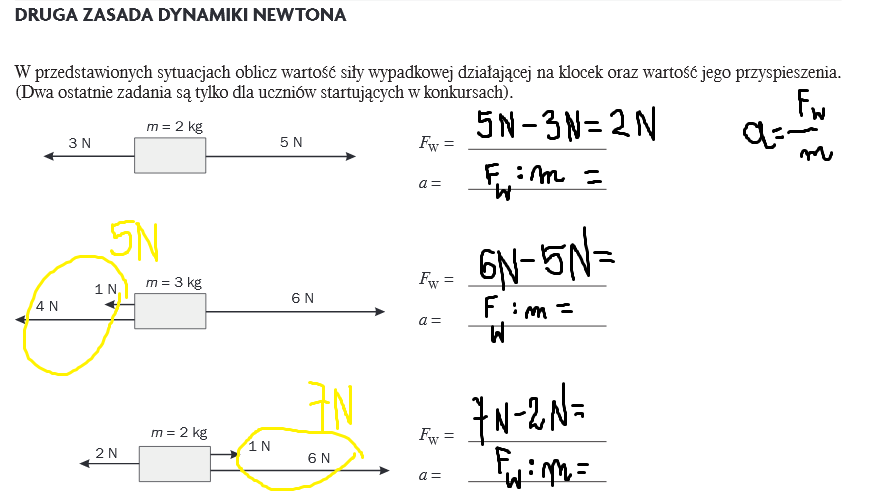 DRUGA ZASADA DYNAMIKI NEWTONA
W przedstawionych sytuacjach oblicz wartość siły wypadkowej działającej na klocek oraz wartość jego przyspieszenia.
(Dwa ostatnie zadania są tylko dla uczniów startujących w konkursach).
m = 2 kg
3 N
5 N
F_W = 5N-3N=2N
a = F_W : m =
a = F_W / m
5N
1 N
m = 3 kg
4 N
6 N
F_W = 6N-5N=
a = F_W : m =
7N
m = 2 kg
2 N
1 N
6 N
F_W = 7N-2N=
a = F_W : m =